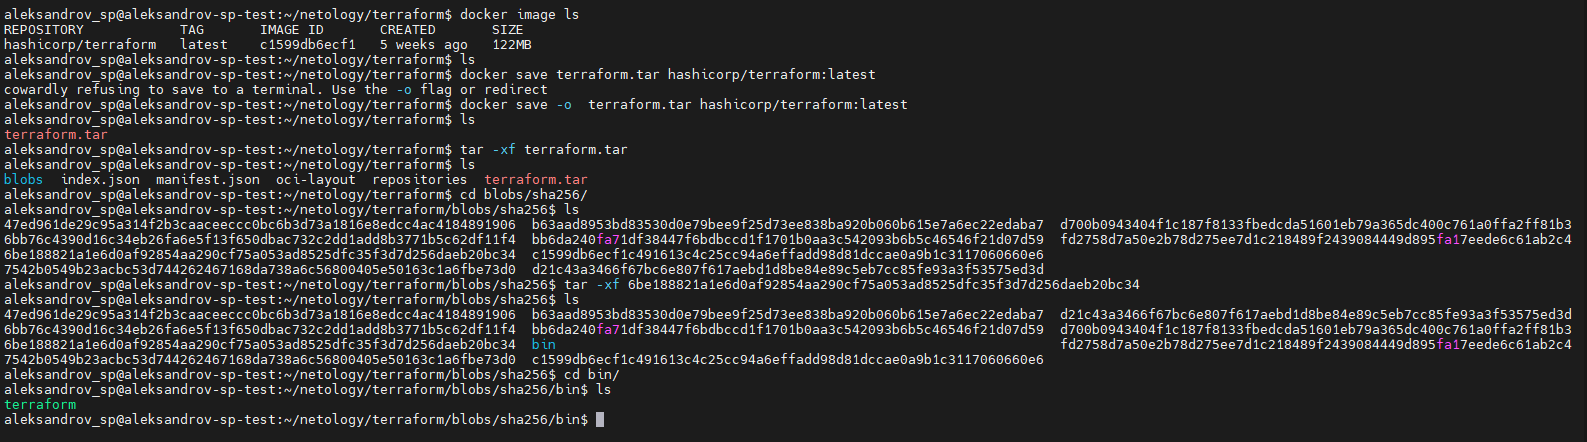 aleksandrov_sp@aleksandrov-sp-test:~/netology/terraform$ docker image ls
REPOSITORY            TAG       IMAGE ID       CREATED       SIZE
hashicorp/terraform   latest    c1599db6ecf1   5 weeks ago   122MB
aleksandrov_sp@aleksandrov-sp-test:~/netology/terraform$ ls
aleksandrov_sp@aleksandrov-sp-test:~/netology/terraform$ docker save terraform.tar hashicorp/terraform:latest
cowardly refusing to save to a terminal. Use the -o flag or redirect
aleksandrov_sp@aleksandrov-sp-test:~/netology/terraform$ docker save -o  terraform.tar hashicorp/terraform:latest
aleksandrov_sp@aleksandrov-sp-test:~/netology/terraform$ ls
terraform.tar
aleksandrov_sp@aleksandrov-sp-test:~/netology/terraform$ tar -xf terraform.tar
aleksandrov_sp@aleksandrov-sp-test:~/netology/terraform$ ls
blobs  index.json  manifest.json  oci-layout  repositories  terraform.tar
aleksandrov_sp@aleksandrov-sp-test:~/netology/terraform$ cd blobs/sha256/
aleksandrov_sp@aleksandrov-sp-test:~/netology/terraform/blobs/sha256$ ls
47ed961de29c95a314f2b3caaceeccc0bc6b3d73a1816e8edcc4ac4184891906  b63aad8953bd83530d0e79bee9f25d73ee838ba920b060b615e7a6ec22edaba7  d700b0943404f1c187f8133fbedcda51601eb79a365dc400c761a0ffa2ff81b3
6bb76c4390d16c34eb26fa6e5f13f650dbac732c2dd1add8b3771b5c62df11f4  bb6da240fa71df38447f6bdbccd1f1701b0aa3c542093b6b5c46546f21d07d59  fd2758d7a50e2b78d275ee7d1c218489f2439084449d895fa17eede6c61ab2c4
6be188821a1e6d0af92854aa290cf75a053ad8525dfc35f3d7d256daeb20bc34  c1599db6ecf1c491613c4c25cc94a6effadd98d81dccae0a9b1c3117060660e6
7542b0549b23acbc53d744262467168da738a6c56800405e50163c1a6fbe73d0  d21c43a3466f67bc6e807f617aebd1d8be84e89c5eb7cc85fe93a3f53575ed3d
aleksandrov_sp@aleksandrov-sp-test:~/netology/terraform/blobs/sha256$ tar -xf 6be188821a1e6d0af92854aa290cf75a053ad8525dfc35f3d7d256daeb20bc34
aleksandrov_sp@aleksandrov-sp-test:~/netology/terraform/blobs/sha256$ ls
47ed961de29c95a314f2b3caaceeccc0bc6b3d73a1816e8edcc4ac4184891906  b63aad8953bd83530d0e79bee9f25d73ee838ba920b060b615e7a6ec22edaba7  d21c43a3466f67bc6e807f617aebd1d8be84e89c5eb7cc85fe93a3f53575ed3d
6bb76c4390d16c34eb26fa6e5f13f650dbac732c2dd1add8b3771b5c62df11f4  bb6da240fa71df38447f6bdbccd1f1701b0aa3c542093b6b5c46546f21d07d59  d700b0943404f1c187f8133fbedcda51601eb79a365dc400c761a0ffa2ff81b3
6be188821a1e6d0af92854aa290cf75a053ad8525dfc35f3d7d256daeb20bc34  bin                                                               fd2758d7a50e2b78d275ee7d1c218489f2439084449d895fa17eede6c61ab2c4
7542b0549b23acbc53d744262467168da738a6c56800405e50163c1a6fbe73d0  c1599db6ecf1c491613c4c25cc94a6effadd98d81dccae0a9b1c3117060660e6
aleksandrov_sp@aleksandrov-sp-test:~/netology/terraform/blobs/sha256$ cd bin/
aleksandrov_sp@aleksandrov-sp-test:~/netology/terraform/blobs/sha256/bin$ ls
terraform
aleksandrov_sp@aleksandrov-sp-test:~/netology/terraform/blobs/sha256/bin$